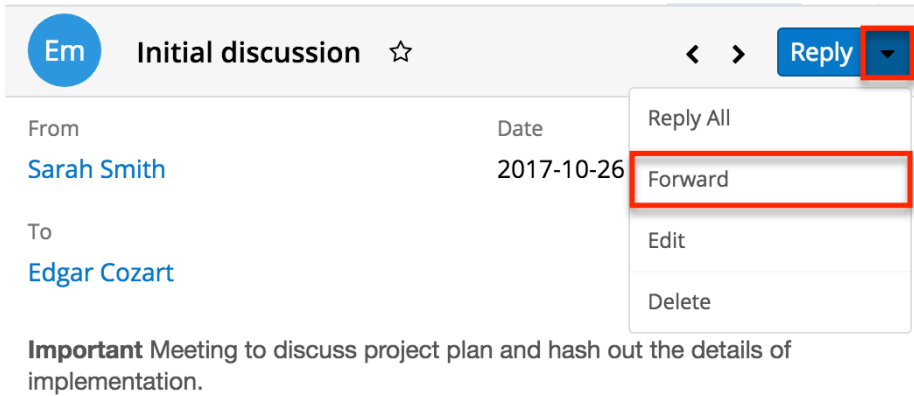 Em Initial discussion Reply
Reply All
From Date
Sarah Smith 2017-10-26
Forward
To
Edit
Edgar Cozart
Delete
Important Meeting to discuss project plan and hash out the details of
implementation.